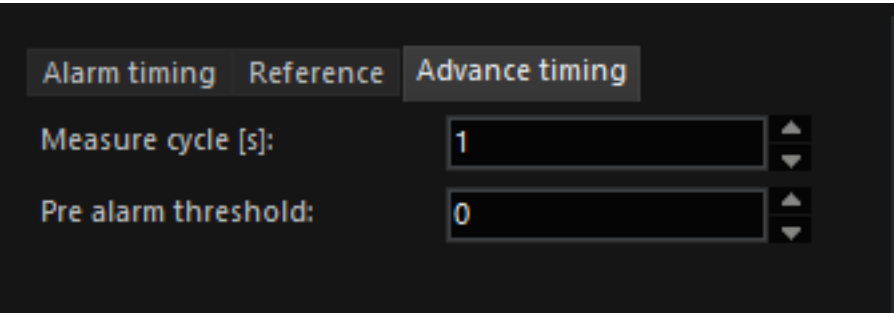 Alarm timing Reference Advance timing
Measure cycle [s]: 1
Pre alarm threshold: 0